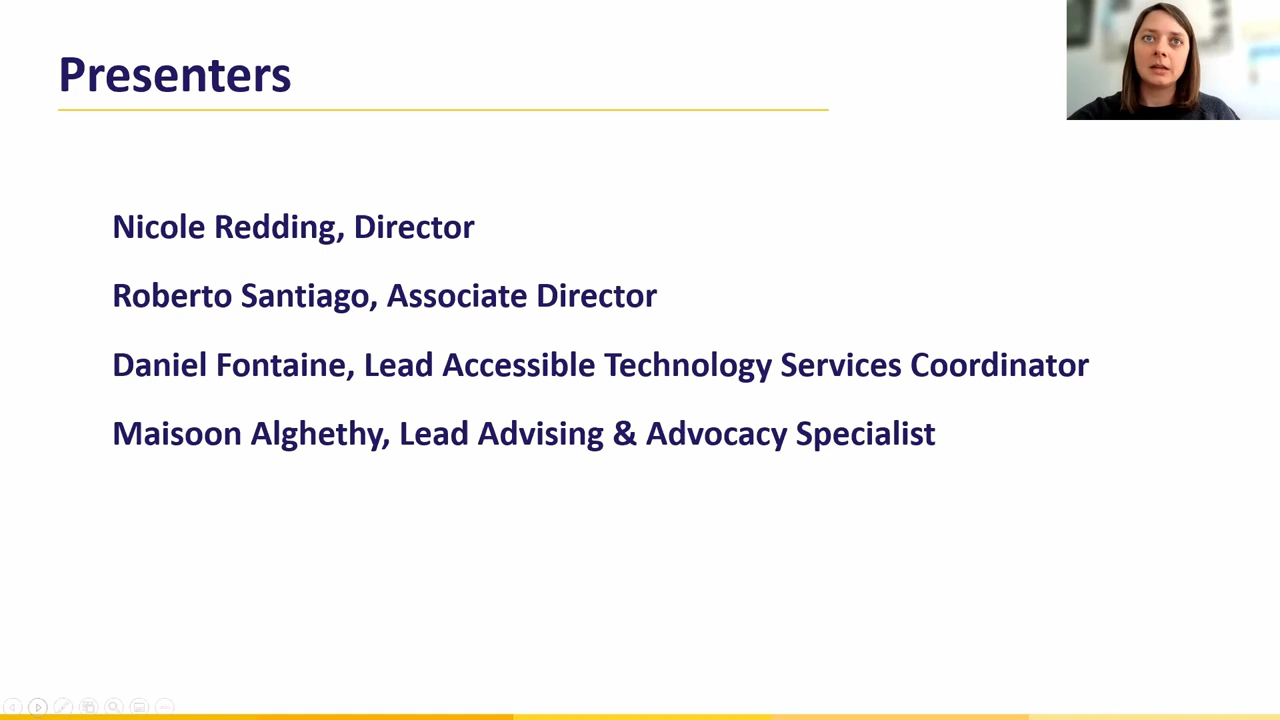 Presenters
Nicole Redding, Director
Roberto Santiago, Associate Director
Daniel Fontaine, Lead Accessible Technology Services Coordinator
Maisoon Alghethy, Lead Advising & Advocacy Specialist